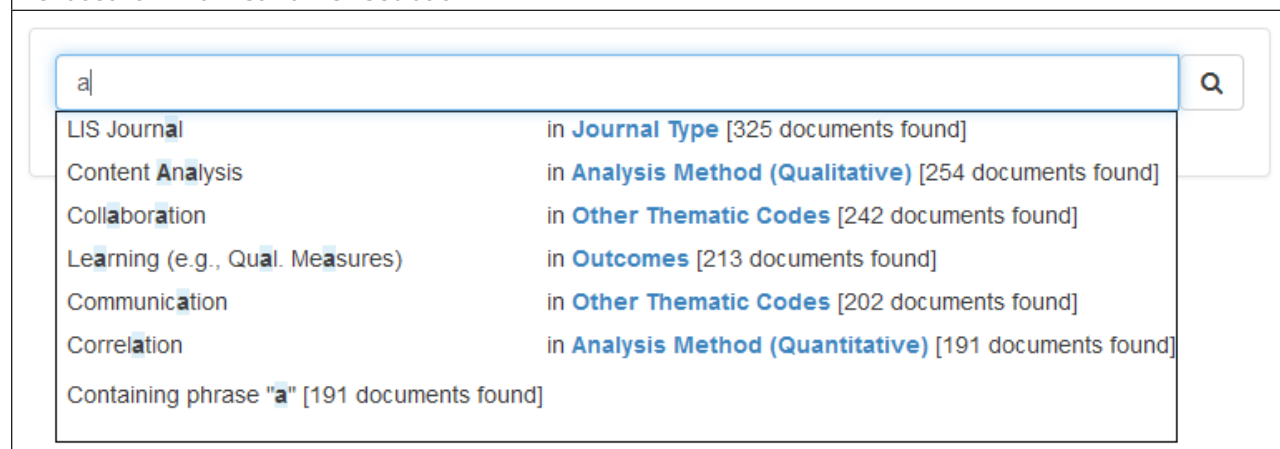 a
LIS Journal in Journal Type [325 documents found]
Content Analysis in Analysis Method (Qualitative) [254 documents found]
Collaboration in Other Thematic Codes [242 documents found]
Learning (e.g., Qual. Measures) in Outcomes [213 documents found]
Communication in Other Thematic Codes [202 documents found]
Correlation in Analysis Method (Quantitative) [191 documents found]
Containing phrase "a" [191 documents found]